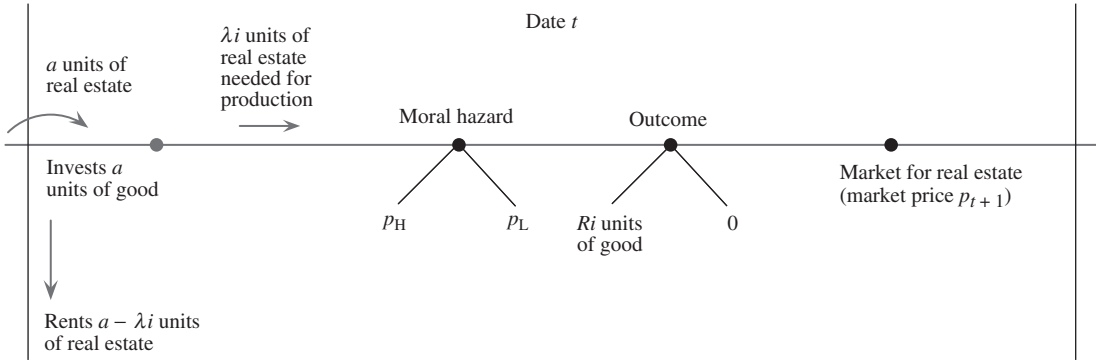 Date t
λi units of
real estate
needed for
production
a units of
real estate
Moral hazard
Outcome
Invests a
units of good
Market for real estate
(market price pt + 1)
pH
pL
Ri units
of good
0
Rents a − λi units
of real estate